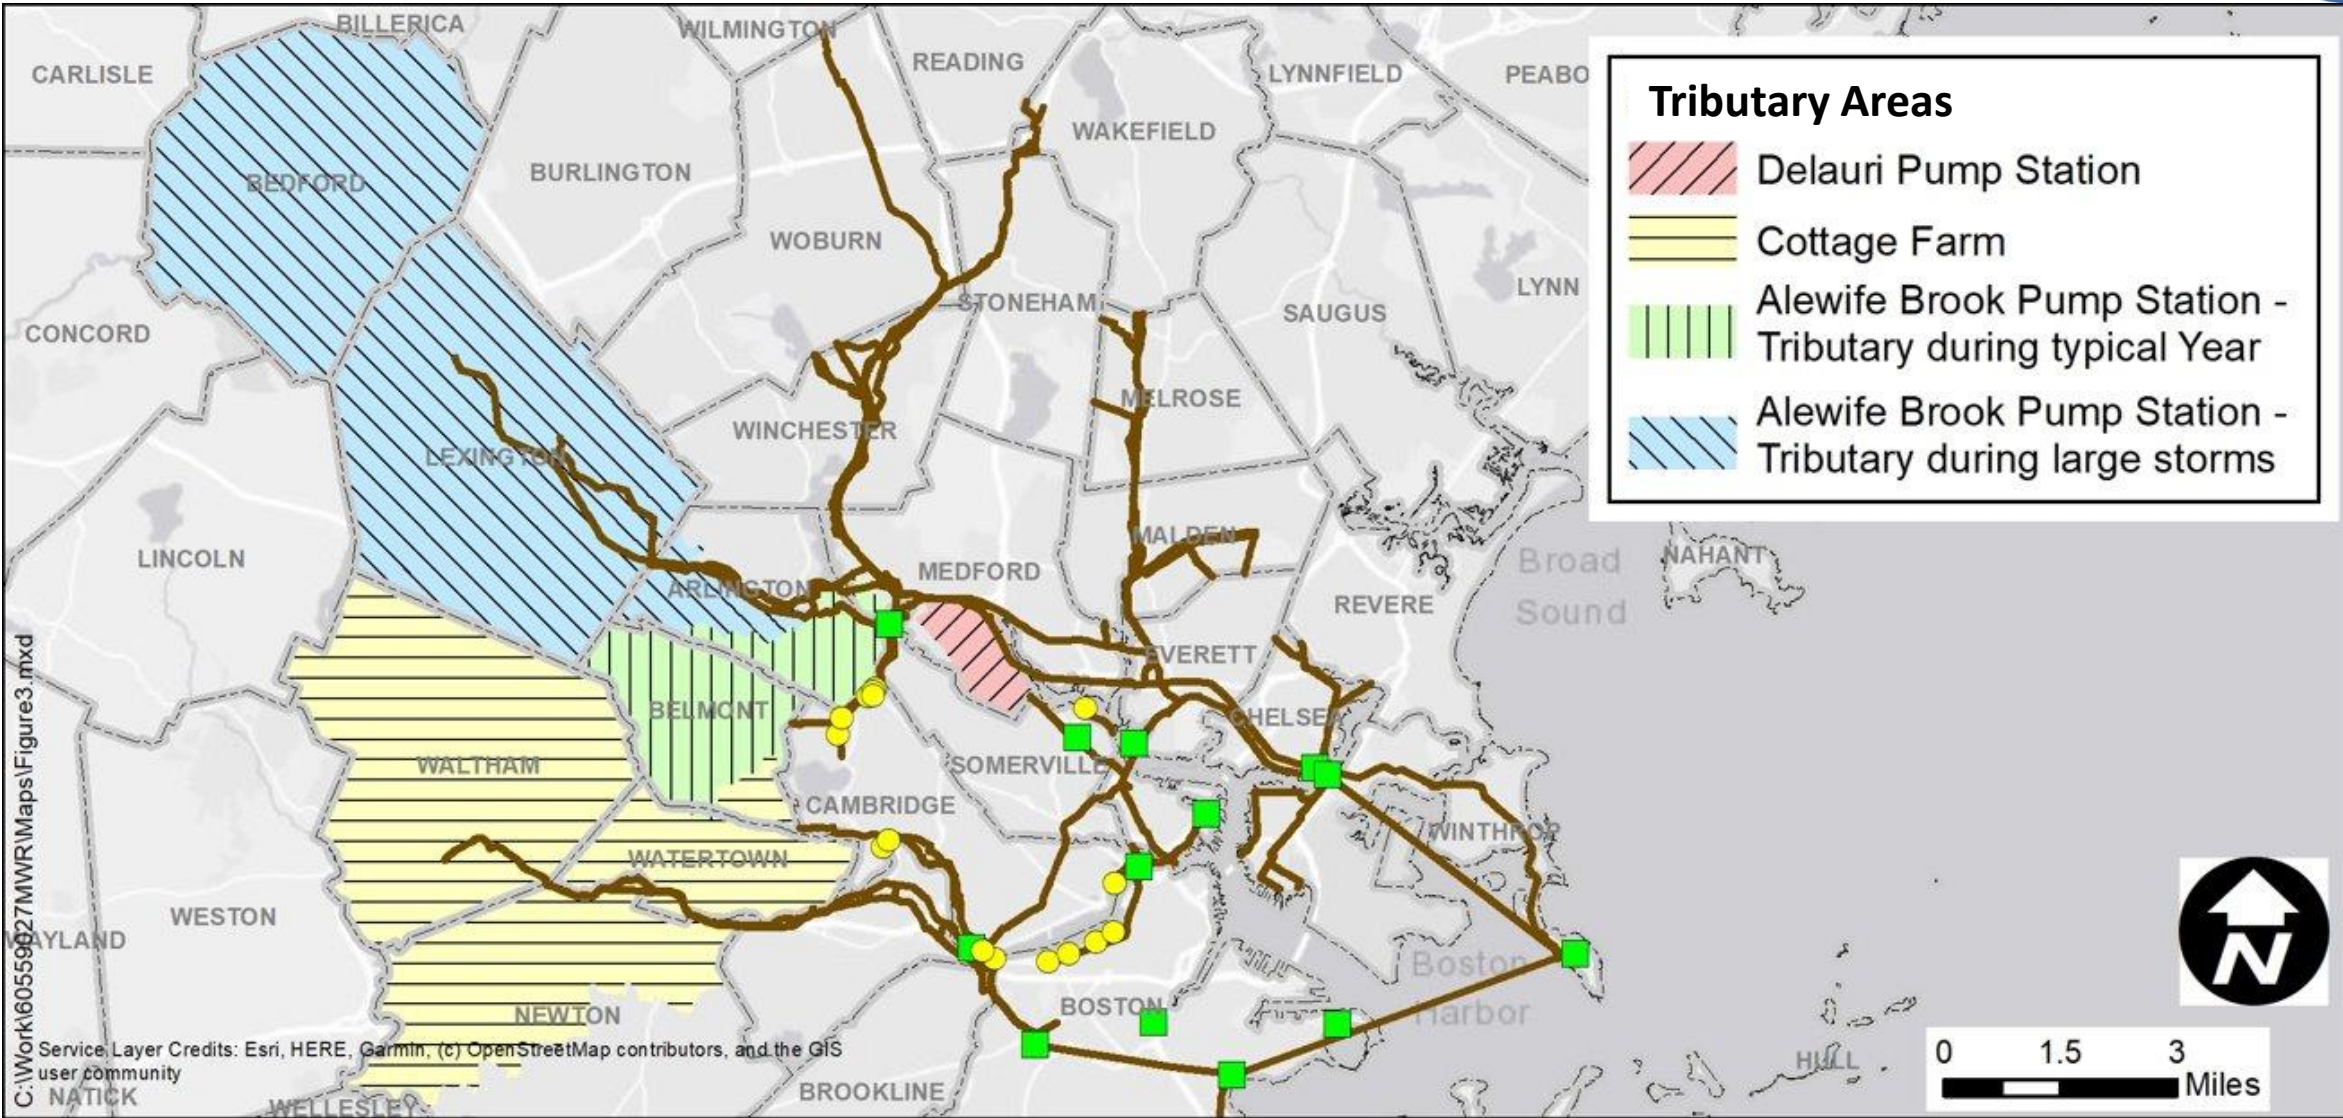 BILLERICA
WILMINGTON
READING
LYNNFIELD
PEABO
CARLISLE
WAKEFIELD
BEDFORD
BURLINGTON
WOBURN
STONEHAM
SAUGUS
LYNN
CONCORD
MELROSE
WINCHESTER
LEXINGTON
MALDEN
LINCOLN
ARLINGTON
MEDFORD
REVERE
Broad
Sound
NAHANT
EVERETT
BELMONT
CHELSEA
WALTHAM
SOMERVILLE
CAMBRIDGE
WINTHROP
WATERTOWN
WESTON
WAYLAND
NEWTON
BOSTON
Boston
Harbor
HULL
BROOKLINE
NATICK
WELLESLEY
Tributary Areas
Delauri Pump Station
Cottage Farm
Alewife Brook Pump Station -
Tributary during typical Year
Alewife Brook Pump Station -
Tributary during large storms
N
0 1.5 3
Miles
C:\Work\60559027MWR\Maps\Figure3.mxd
Service Layer Credits: Esri, HERE, Garmin, (c) OpenStreetMap contributors, and the GIS
user community